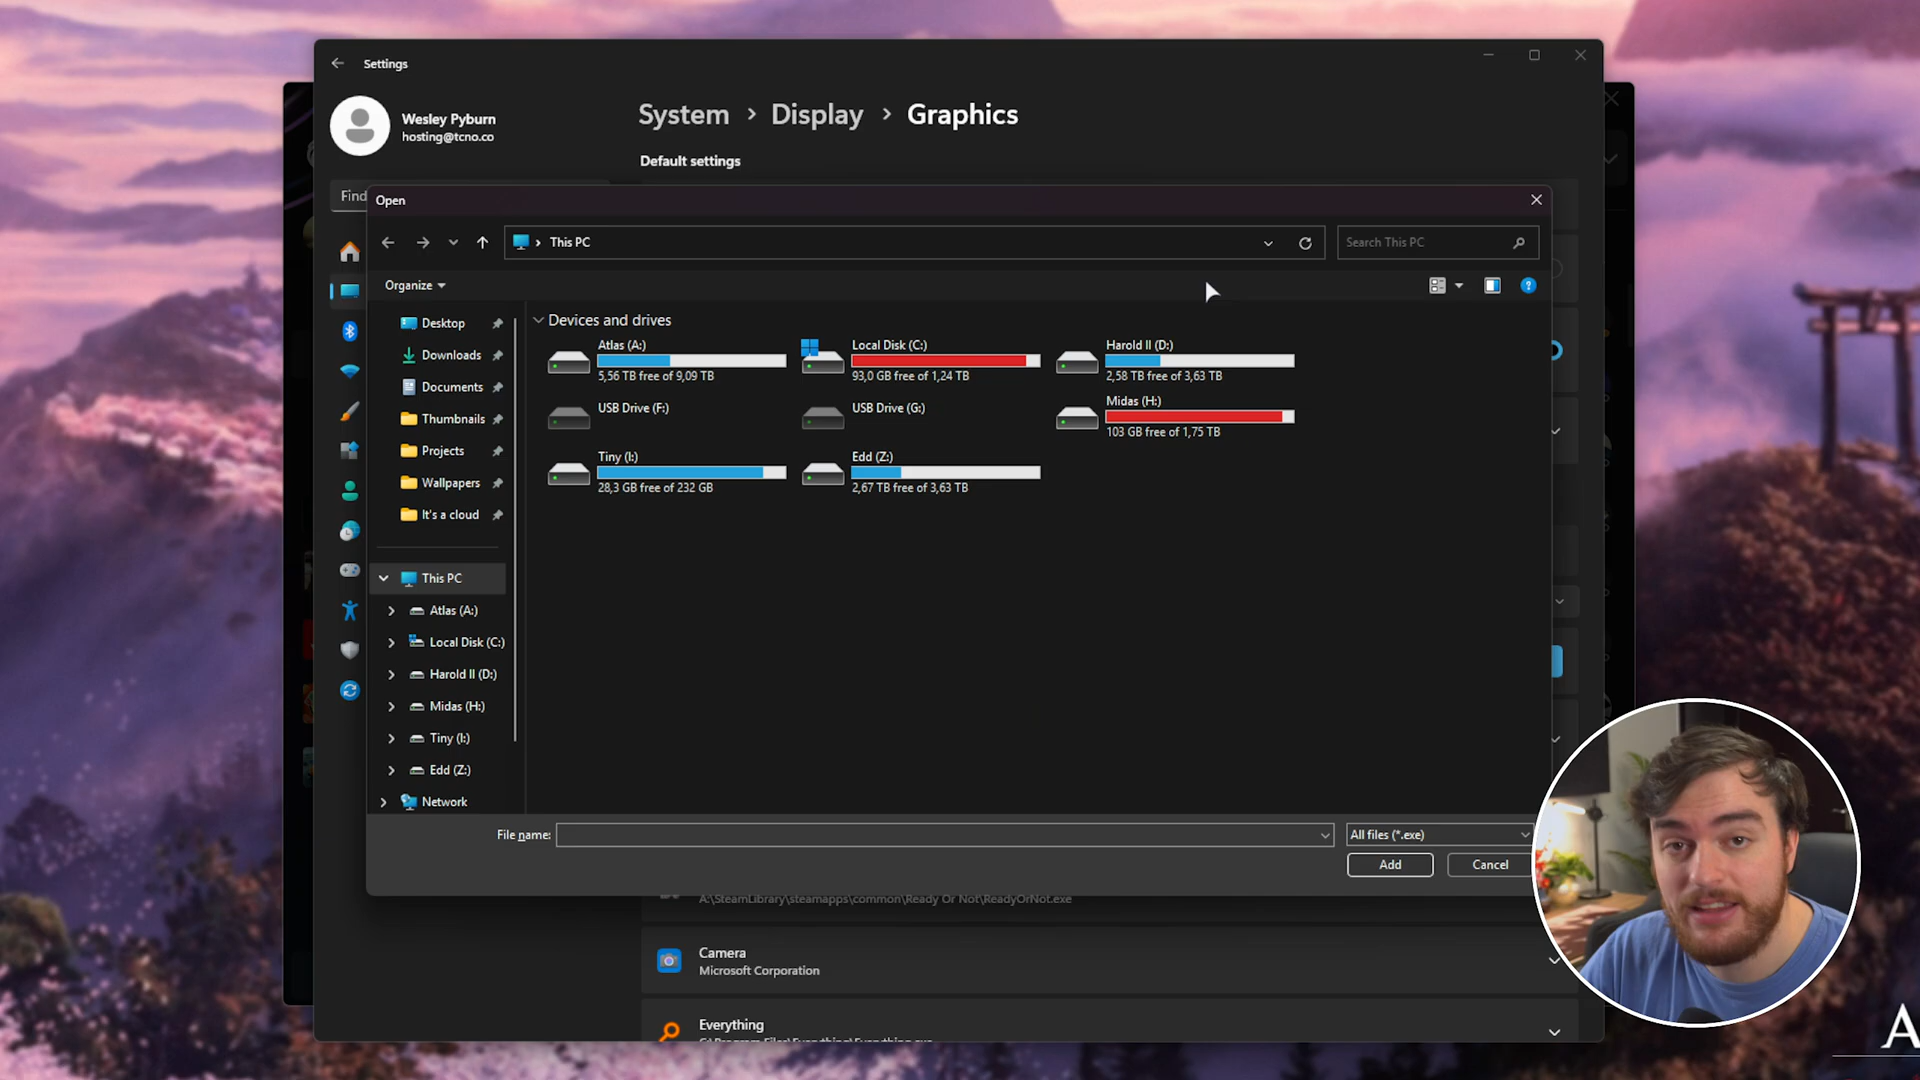 Settings
Wesley Pyburn
hosting@tcno.co
System > Display > Graphics
Default settings
Find
Open
This PC
Search This PC
Organize
Desktop
Downloads
Documents
Thumbnails
Projects
Wallpapers
It's a cloud
This PC
Atlas (A:)
Local Disk (C:)
Harold II (D:)
Midas (H:)
Tiny (I:)
Edd (Z:)
Network
Devices and drives
Atlas (A:)
5,56 TB free of 9,09 TB
Local Disk (C:)
93,0 GB free of 1,24 TB
Harold II (D:)
2,58 TB free of 3,63 TB
USB Drive (F:)
USB Drive (G:)
Midas (H:)
103 GB free of 1,75 TB
Tiny (I:)
28,3 GB free of 232 GB
Edd (Z:)
2,67 TB free of 3,63 TB
File name:
All files (*.exe)
Add
Cancel
A:\SteamLibrary\steamapps\common\Ready Or Not\ReadyOrNot.exe
Camera
Microsoft Corporation
Everything
C:\Program Files\Everything\Everything.exe
A